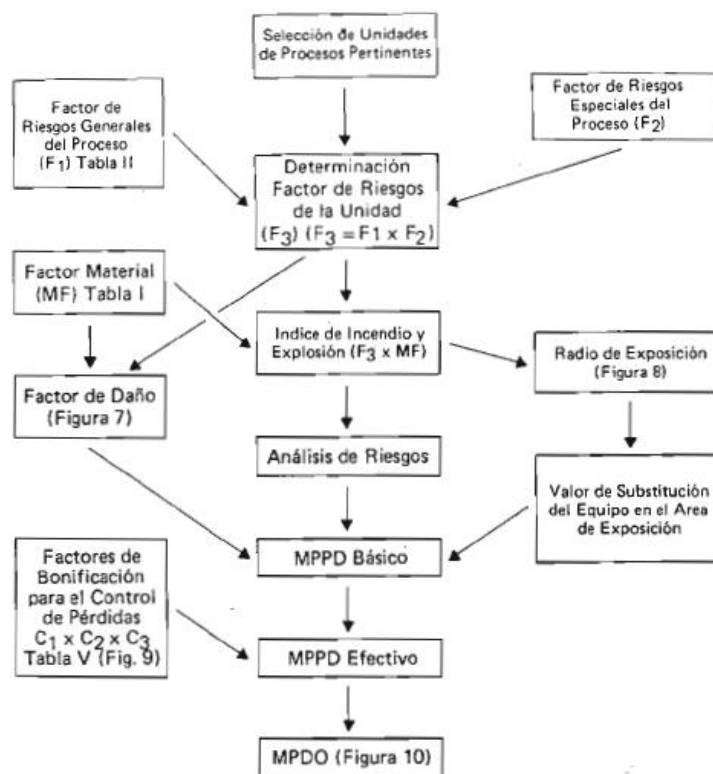 Selección de Unidades
de Procesos Pertinentes
Factor de
Riesgos Generales
del Proceso
(F1) Tabla II
Factor de Riesgos
Especiales del
Proceso (F2)
Determinación
Factor de Riesgos
de la Unidad
(F3) (F3 = F1 x F2)
Factor Material
(MF) Tabla I
Indice de Incendio y
Explosión (F3 x MF)
Radio de Exposición
(Figura 8)
Factor de Daño
(Figura 7)
Análisis de Riesgos
Valor de Substitución
del Equipo en el Area
de Exposición
Factores de
Bonificación
para el Control
de Pérdidas
C1 x C2 x C3
Tabla V (Fig. 9)
MPPD Básico
MPPD Efectivo
MPDO (Figura 10)